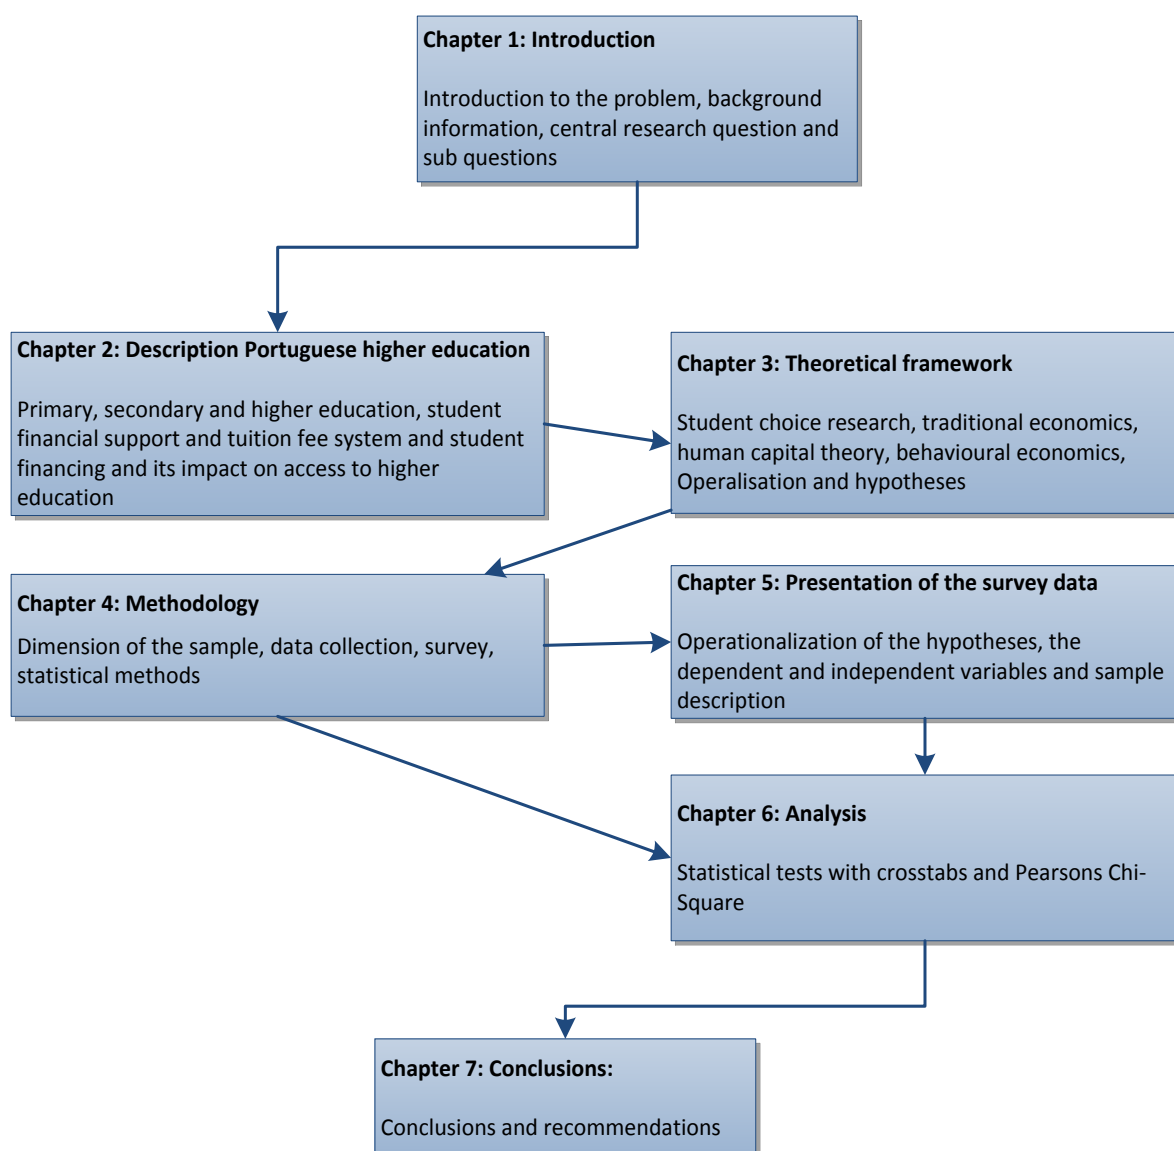 Chapter 1: Introduction
Introduction to the problem, background
information, central research question and
sub questions
Chapter 2: Description Portuguese higher education
Primary, secondary and higher education, student
financial support and tuition fee system and student
financing and its impact on access to higher
education
Chapter 3: Theoretical framework
Student choice research, traditional economics,
human capital theory, behavioural economics,
Operalisation and hypotheses
Chapter 4: Methodology
Dimension of the sample, data collection, survey,
statistical methods
Chapter 5: Presentation of the survey data
Operationalization of the hypotheses, the
dependent and independent variables and sample
description
Chapter 6: Analysis
Statistical tests with crosstabs and Pearsons Chi-
Square
Chapter 7: Conclusions:
Conclusions and recommendations